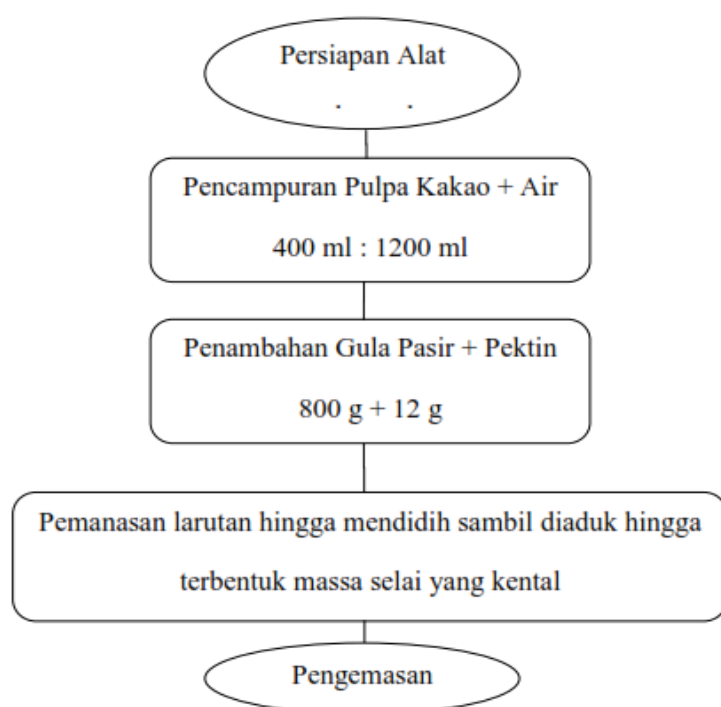 Persiapan Alat
Pencampuran Pulpa Kakao + Air
400 ml : 1200 ml
Penambahan Gula Pasir + Pektin
800 g + 12 g
Pemanasan larutan hingga mendidih sambil diaduk hingga
terbentuk massa selai yang kental
Pengemasan